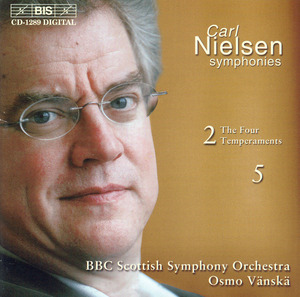 BIS
CD-1289 DIGITAL
Carl
Nielsen
symphonies
2 The Four
Temperaments
5
BBC Scottish Symphony Orchestra
Osmo Vänskä